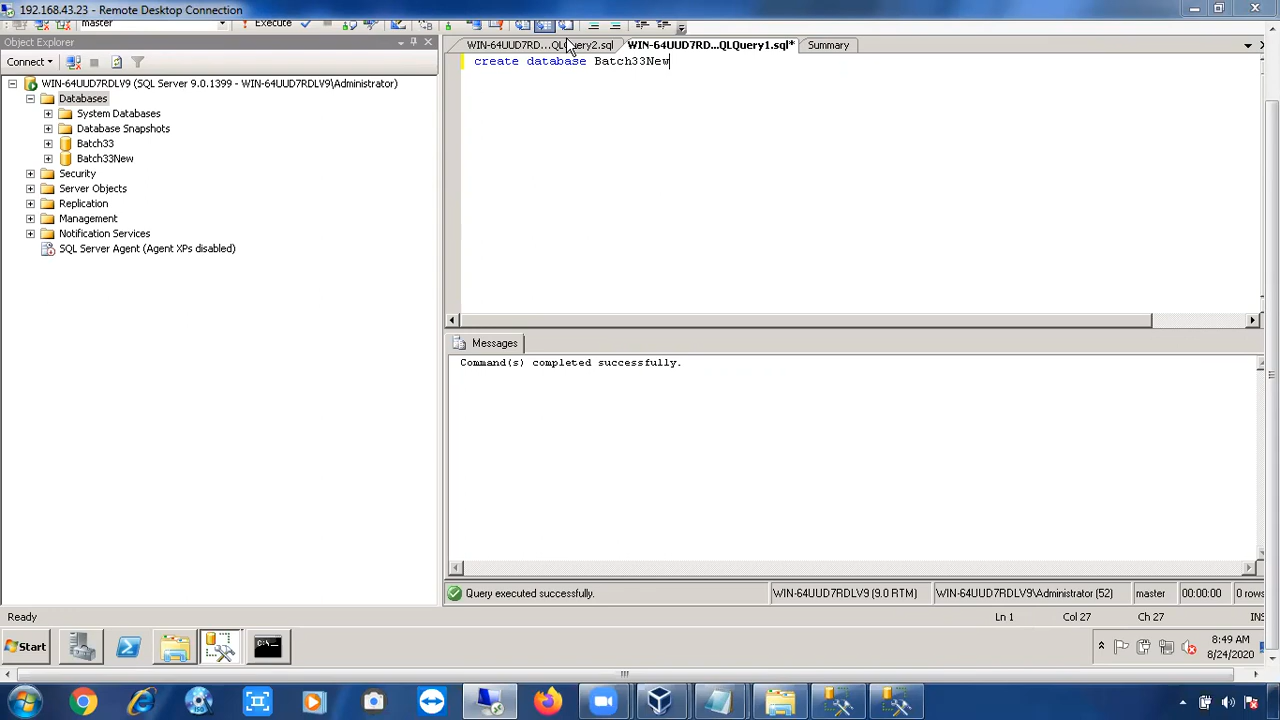 192.168.43.23 - Remote Desktop Connection
master
Execute
Object Explorer
WIN-64UUD7RD...QLQuery2.sql
WIN-64UUD7RD...QLQuery1.sql*
Summary
Connect
create database Batch33New
WIN-64UUD7RDLV9 (SQL Server 9.0.1399 - WIN-64UUD7RDLV9\Administrator)
Databases
System Databases
Database Snapshots
Batch33
Batch33New
Security
Server Objects
Replication
Management
Notification Services
SQL Server Agent (Agent XPs disabled)
Messages
Command(s) completed successfully.
Query executed successfully.
WIN-64UUD7RDLV9 (9.0 RTM)
WIN-64UUD7RDLV9\Administrator (52)
master
00:00:00
0 rows
Ready
Ln 1
Col 27
Ch 27
INS
Start
8:49 AM
8/24/2020